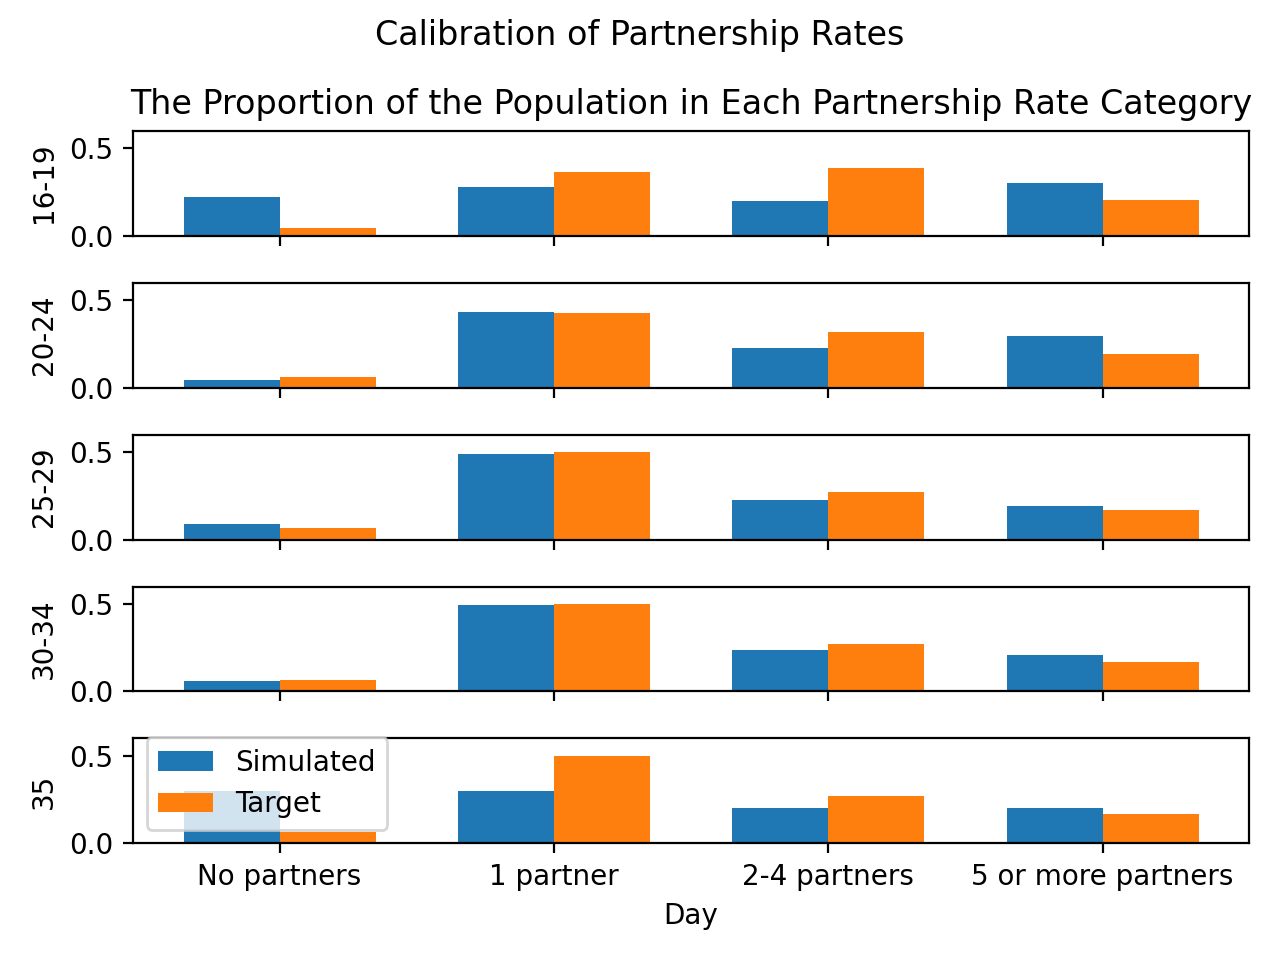 Calibration of Partnership Rates
The Proportion of the Population in Each Partnership Rate Category
0.5
16-19
0.0
0.5
20-24
0.0
0.5
25-29
0.0
0.5
30-34
0.0
0.5
35
0.0
Simulated
Target
No partners 1 partner 2-4 partners 5 or more partners
Day